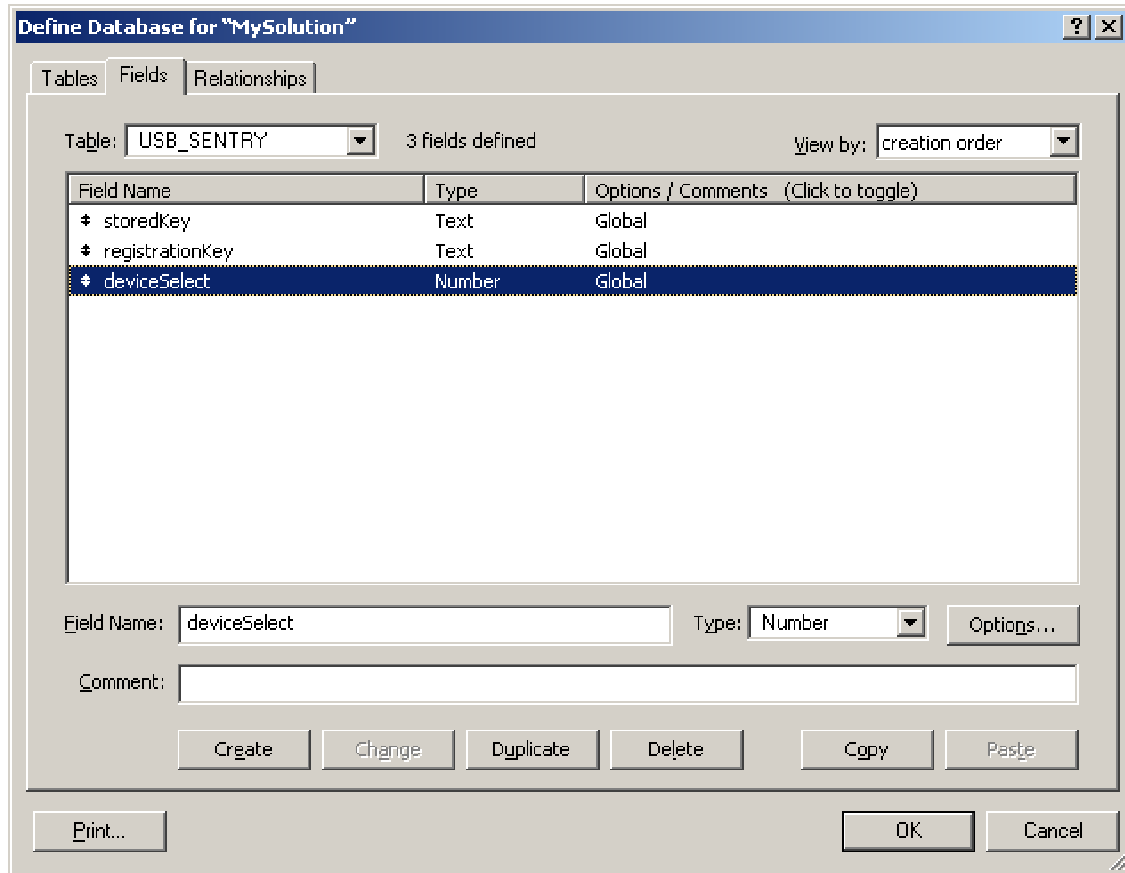 Define Database for “MySolution”
Tables Fields Relationships
Table: USB_SENTRY 3 fields defined View by: creation order
Field Name Type Options / Comments (Click to toggle)
storedKey Text Global
registrationKey Text Global
deviceSelect Number Global
Field Name: deviceSelect Type: Number Options...
Comment:
Create Change Duplicate Delete Copy Paste
Print... OK Cancel